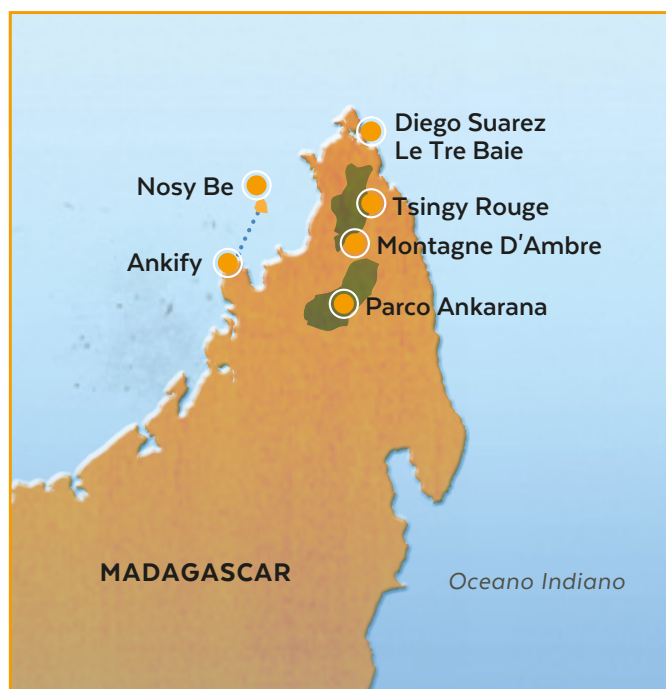 Diego Suarez
Le Tre Baie
Nosy Be
Tsingy Rouge
Montagne D'Ambre
Ankify
Parco Ankarana
MADAGASCAR
Oceano Indiano